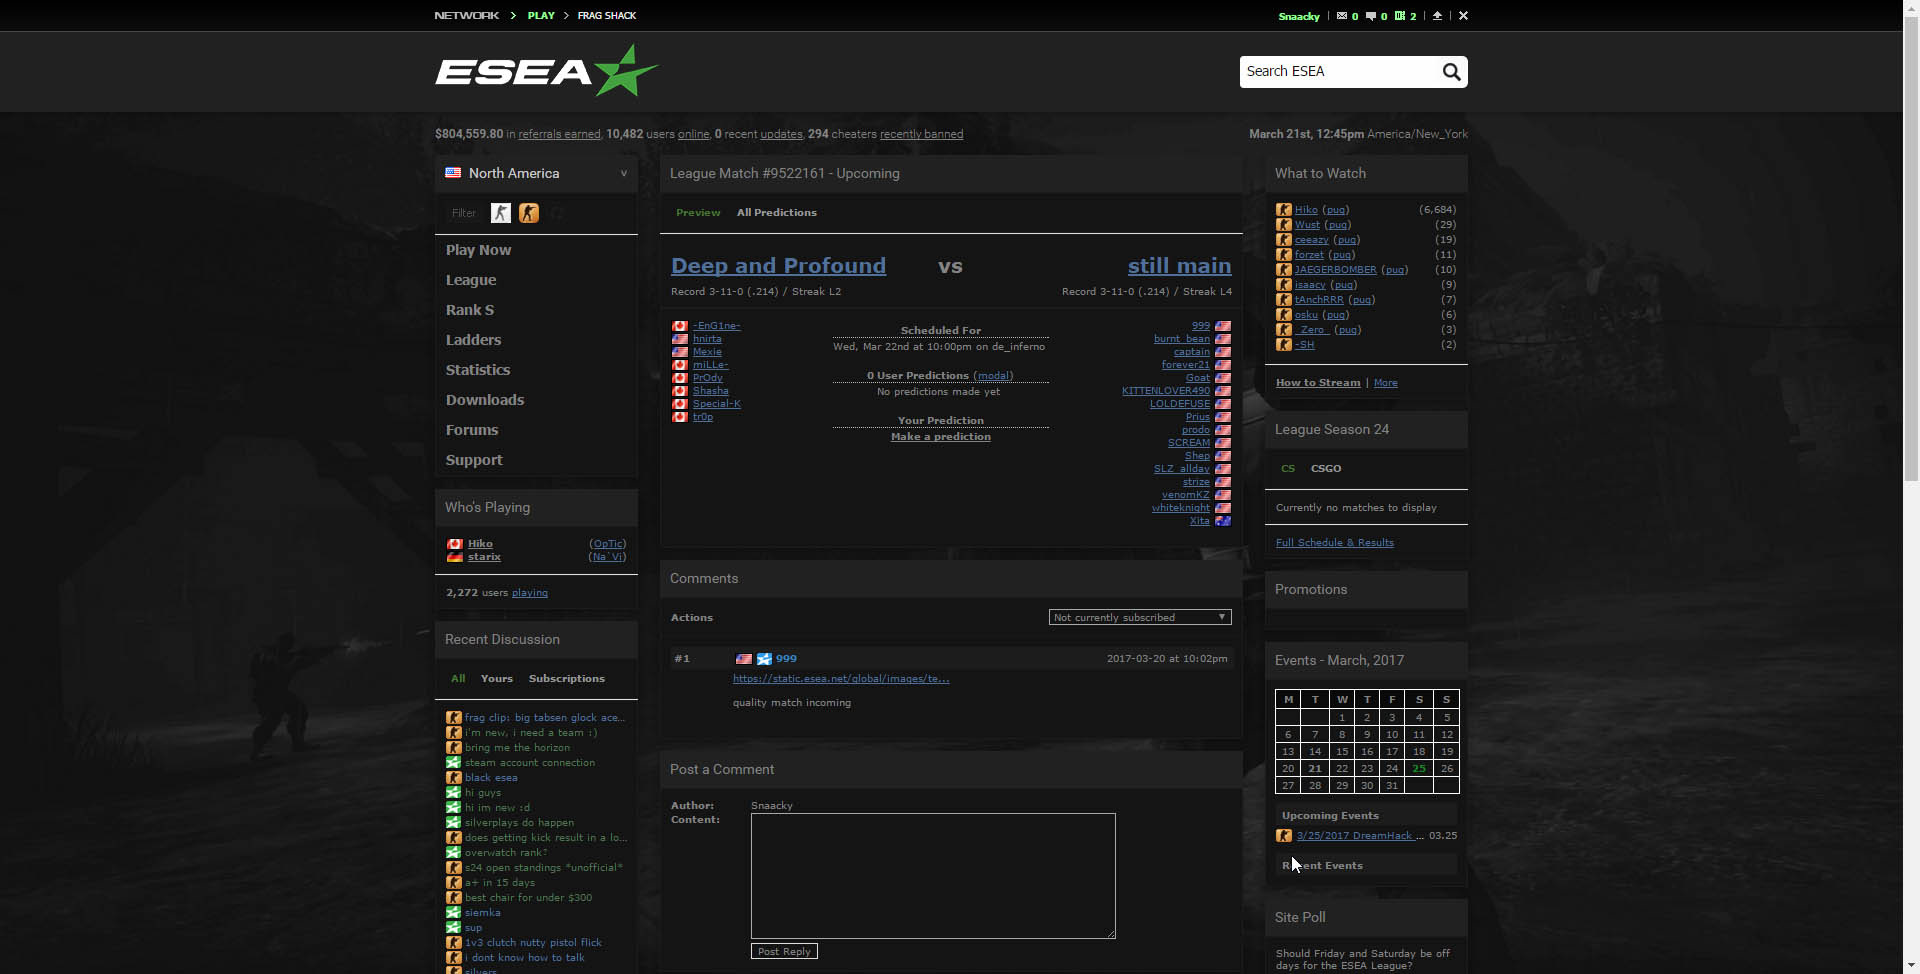 NETWORK > PLAY > FRAG SHACK
Snaacky | 0 0 2
ESEA
Search ESEA
$804,559.80 in referrals earned, 10,482 users online, 0 recent updates, 294 cheaters recently banned
March 21st, 12:45pm America/New_York
North America
Filter
Play Now
League
Rank S
Ladders
Statistics
Downloads
Forums
Support
Who's Playing
Hiko (OpTic)
starix (Na`Vi)
2,272 users playing
Recent Discussion
All Yours Subscriptions
frag clip: big tabsen glock ace...
i'm new, i need a team :)
bring me the horizon
steam account connection
black esea
hi guys
hi im new :d
silverplays do happen
does getting kick result in a lo...
overwatch rank?
s24 open standings *unofficial*
a+ in 15 days
best chair for under $300
siemka
sup
1v3 clutch nutty pistol flick
i dont know how to talk
silvers
League Match #9522161 - Upcoming
Preview All Predictions
Deep and Profound vs still main
Record 3-11-0 (.214) / Streak L2
Record 3-11-0 (.214) / Streak L4
-EnG1ne-
hnirta
Mexie
miLLe-
PrOdy
Shasha
Special-K
tr0p
Scheduled For
Wed, Mar 22nd at 10:00pm on de_inferno
0 User Predictions (modal)
No predictions made yet
Your Prediction
Make a prediction
999
burnt_bean
captain
forever21
Goat
KITTENLOVER490
LOLDEFUSE
Prius
prodo
SCREAM
Shep
SLZ_allday
strize
venomKZ
whiteknight
Xita
Comments
Actions
Not currently subscribed
#1 999 2017-03-20 at 10:02pm
https://static.esea.net/global/images/te...
quality match incoming
Post a Comment
Author: Snaacky
Content:
Post Reply
What to Watch
Hiko (pug) (6,684)
Wust (pug) (29)
ceeazy (pug) (19)
forzet (pug) (11)
JAEGERBOMBER (pug) (10)
isaacy (pug) (9)
tAnchRRR (pug) (7)
osku (pug) (6)
_Zero_ (pug) (3)
-SH (2)
How to Stream | More
League Season 24
CS CSGO
Currently no matches to display
Full Schedule & Results
Promotions
Events - March, 2017
M T W T F S S
1 2 3 4 5
6 7 8 9 10 11 12
13 14 15 16 17 18 19
20 21 22 23 24 25 26
27 28 29 30 31
Upcoming Events
3/25/2017 DreamHack ... 03.25
Recent Events
Site Poll
Should Friday and Saturday be off
days for the ESEA League?